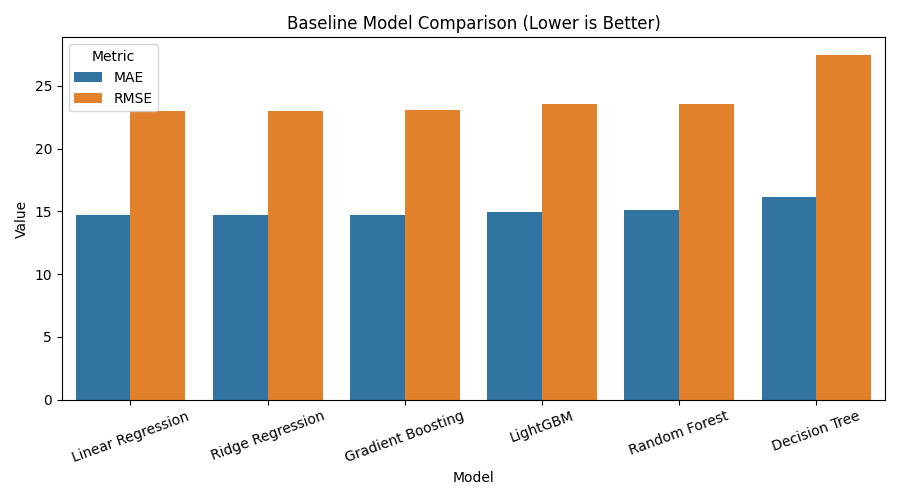 Baseline Model Comparison (Lower is Better)
Metric
MAE
RMSE
Value
25
20
15
10
5
0
Linear Regression
Ridge Regression
Gradient Boosting
LightGBM
Random Forest
Decision Tree
Model